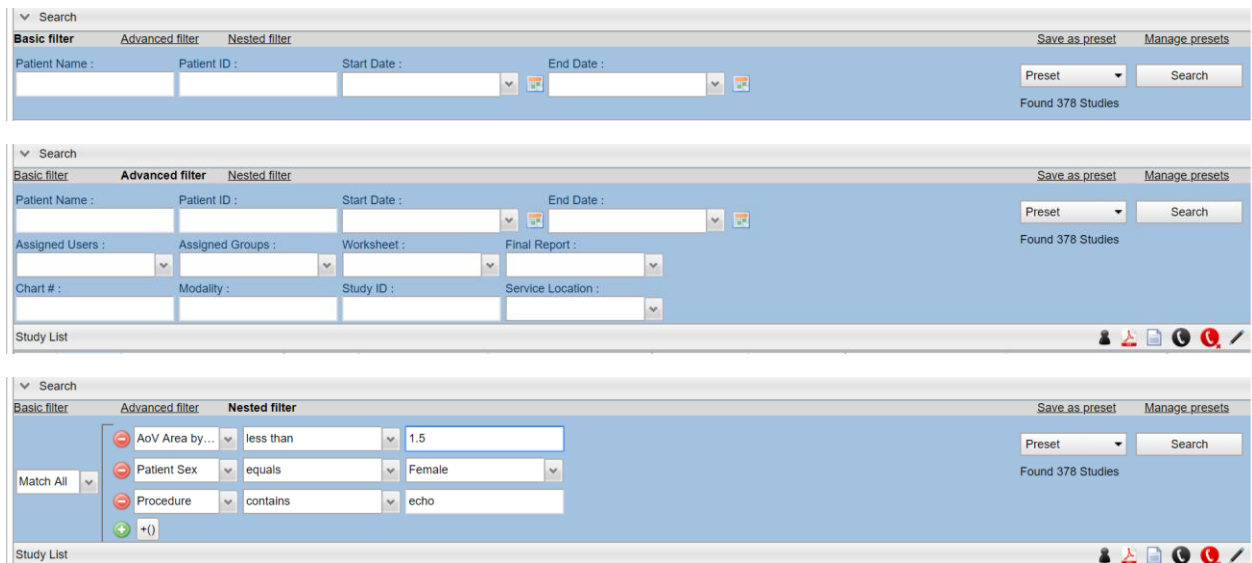 Search
Basic filter Advanced filter Nested filter Save as preset Manage presets
Patient Name : Patient ID : Start Date : End Date :
Preset Search
Found 378 Studies
Search
Basic filter Advanced filter Nested filter Save as preset Manage presets
Patient Name : Patient ID : Start Date : End Date :
Preset Search
Assigned Users : Assigned Groups : Worksheet : Final Report : Found 378 Studies
Chart # : Modality : Study ID : Service Location :
Study List
Search
Basic filter Advanced filter Nested filter Save as preset Manage presets
AoV Area by... less than 1.5 Preset Search
Patient Sex equals Female Found 378 Studies
Match All
Procedure contains echo
+()
Study List